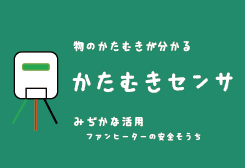 物のかたむきが分かる
かたむきセンサ
みぢかな活用
ファンヒーターの安全そうち